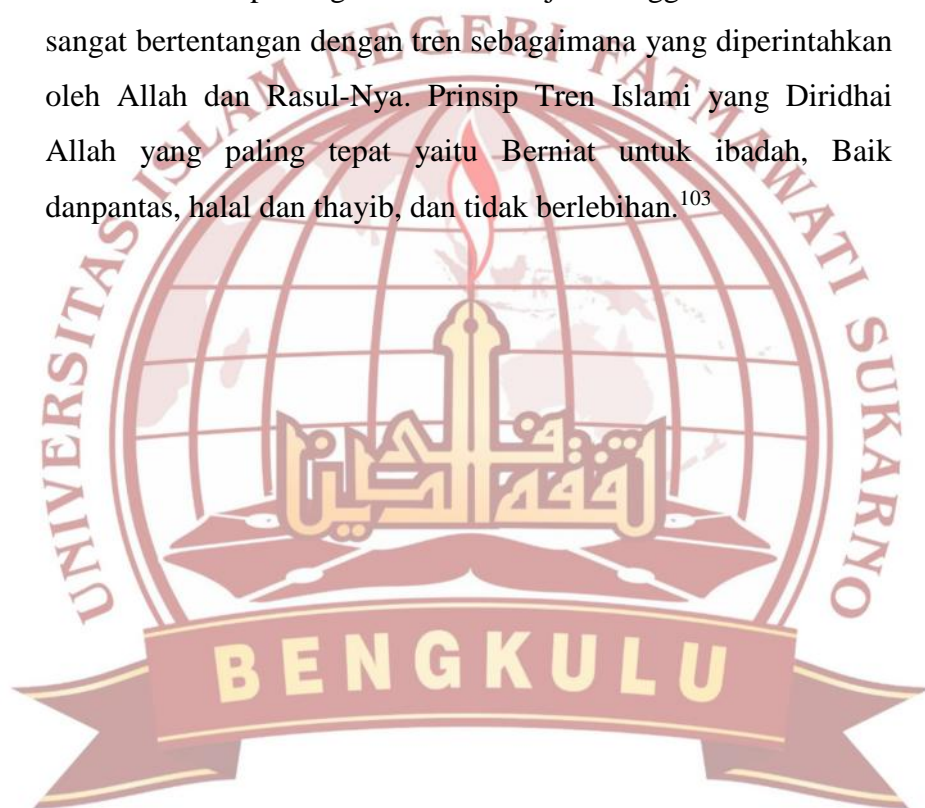 sangat bertentangan dengan tren sebagaimana yang diperintahkan
oleh Allah dan Rasul-Nya. Prinsip Tren Islami yang Diridhai
Allah yang paling tepat yaitu Berniat untuk ibadah, Baik
danpantas, halal dan thayib, dan tidak berlebihan.103
UNIVERSITAS ISLAM NEGERI FATMAWATI SUKARNO
BENGKULU